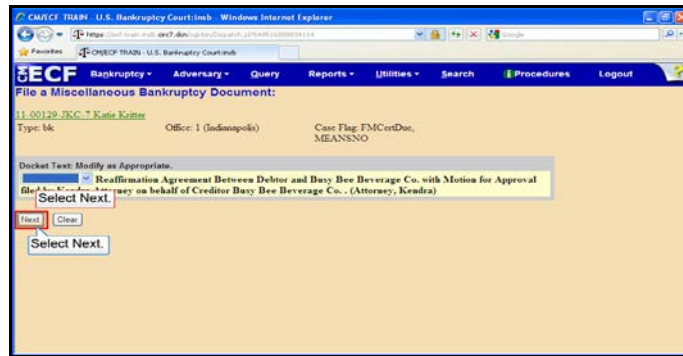 CM/ECF TRAIN - U.S. Bankruptcy Court:insb - Windows Internet Explorer
Google
Favorites CM/ECF TRAIN - U.S. Bankruptcy Court:insb
CM ECF Bankruptcy Adversary Query Reports Utilities Search Procedures Logout
File a Miscellaneous Bankruptcy Document:
11-00129-JKC-7 Katie Kritter
Type: bk Office: 1 (Indianapolis) Case Flag: FMCertDue,
MEANSNO
Docket Text: Modify as Appropriate.
Reaffirmation Agreement Between Debtor and Busy Bee Beverage Co. with Motion for Approval
filed by Kendra Attorney on behalf of Creditor Busy Bee Beverage Co. . (Attorney, Kendra)
Select Next.
Next Clear
Select Next.